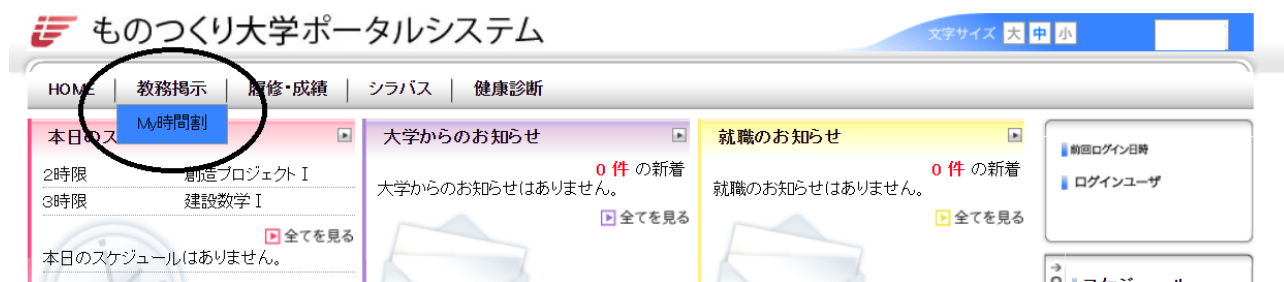 ものつくり大学ポータルシステム
文字サイズ 大 中 小
HOME 教務掲示 履修・成績 シラバス 健康診断
My時間割
本日のス
2時限 創造プロジェクトⅠ
3時限 建設数学Ⅰ
全てを見る
本日のスケジュールはありません。
大学からのお知らせ
0 件 の新着
大学からのお知らせはありません。
全てを見る
就職のお知らせ
0 件 の新着
就職のお知らせはありません。
全てを見る
前回ログイン日時
ログインユーザ